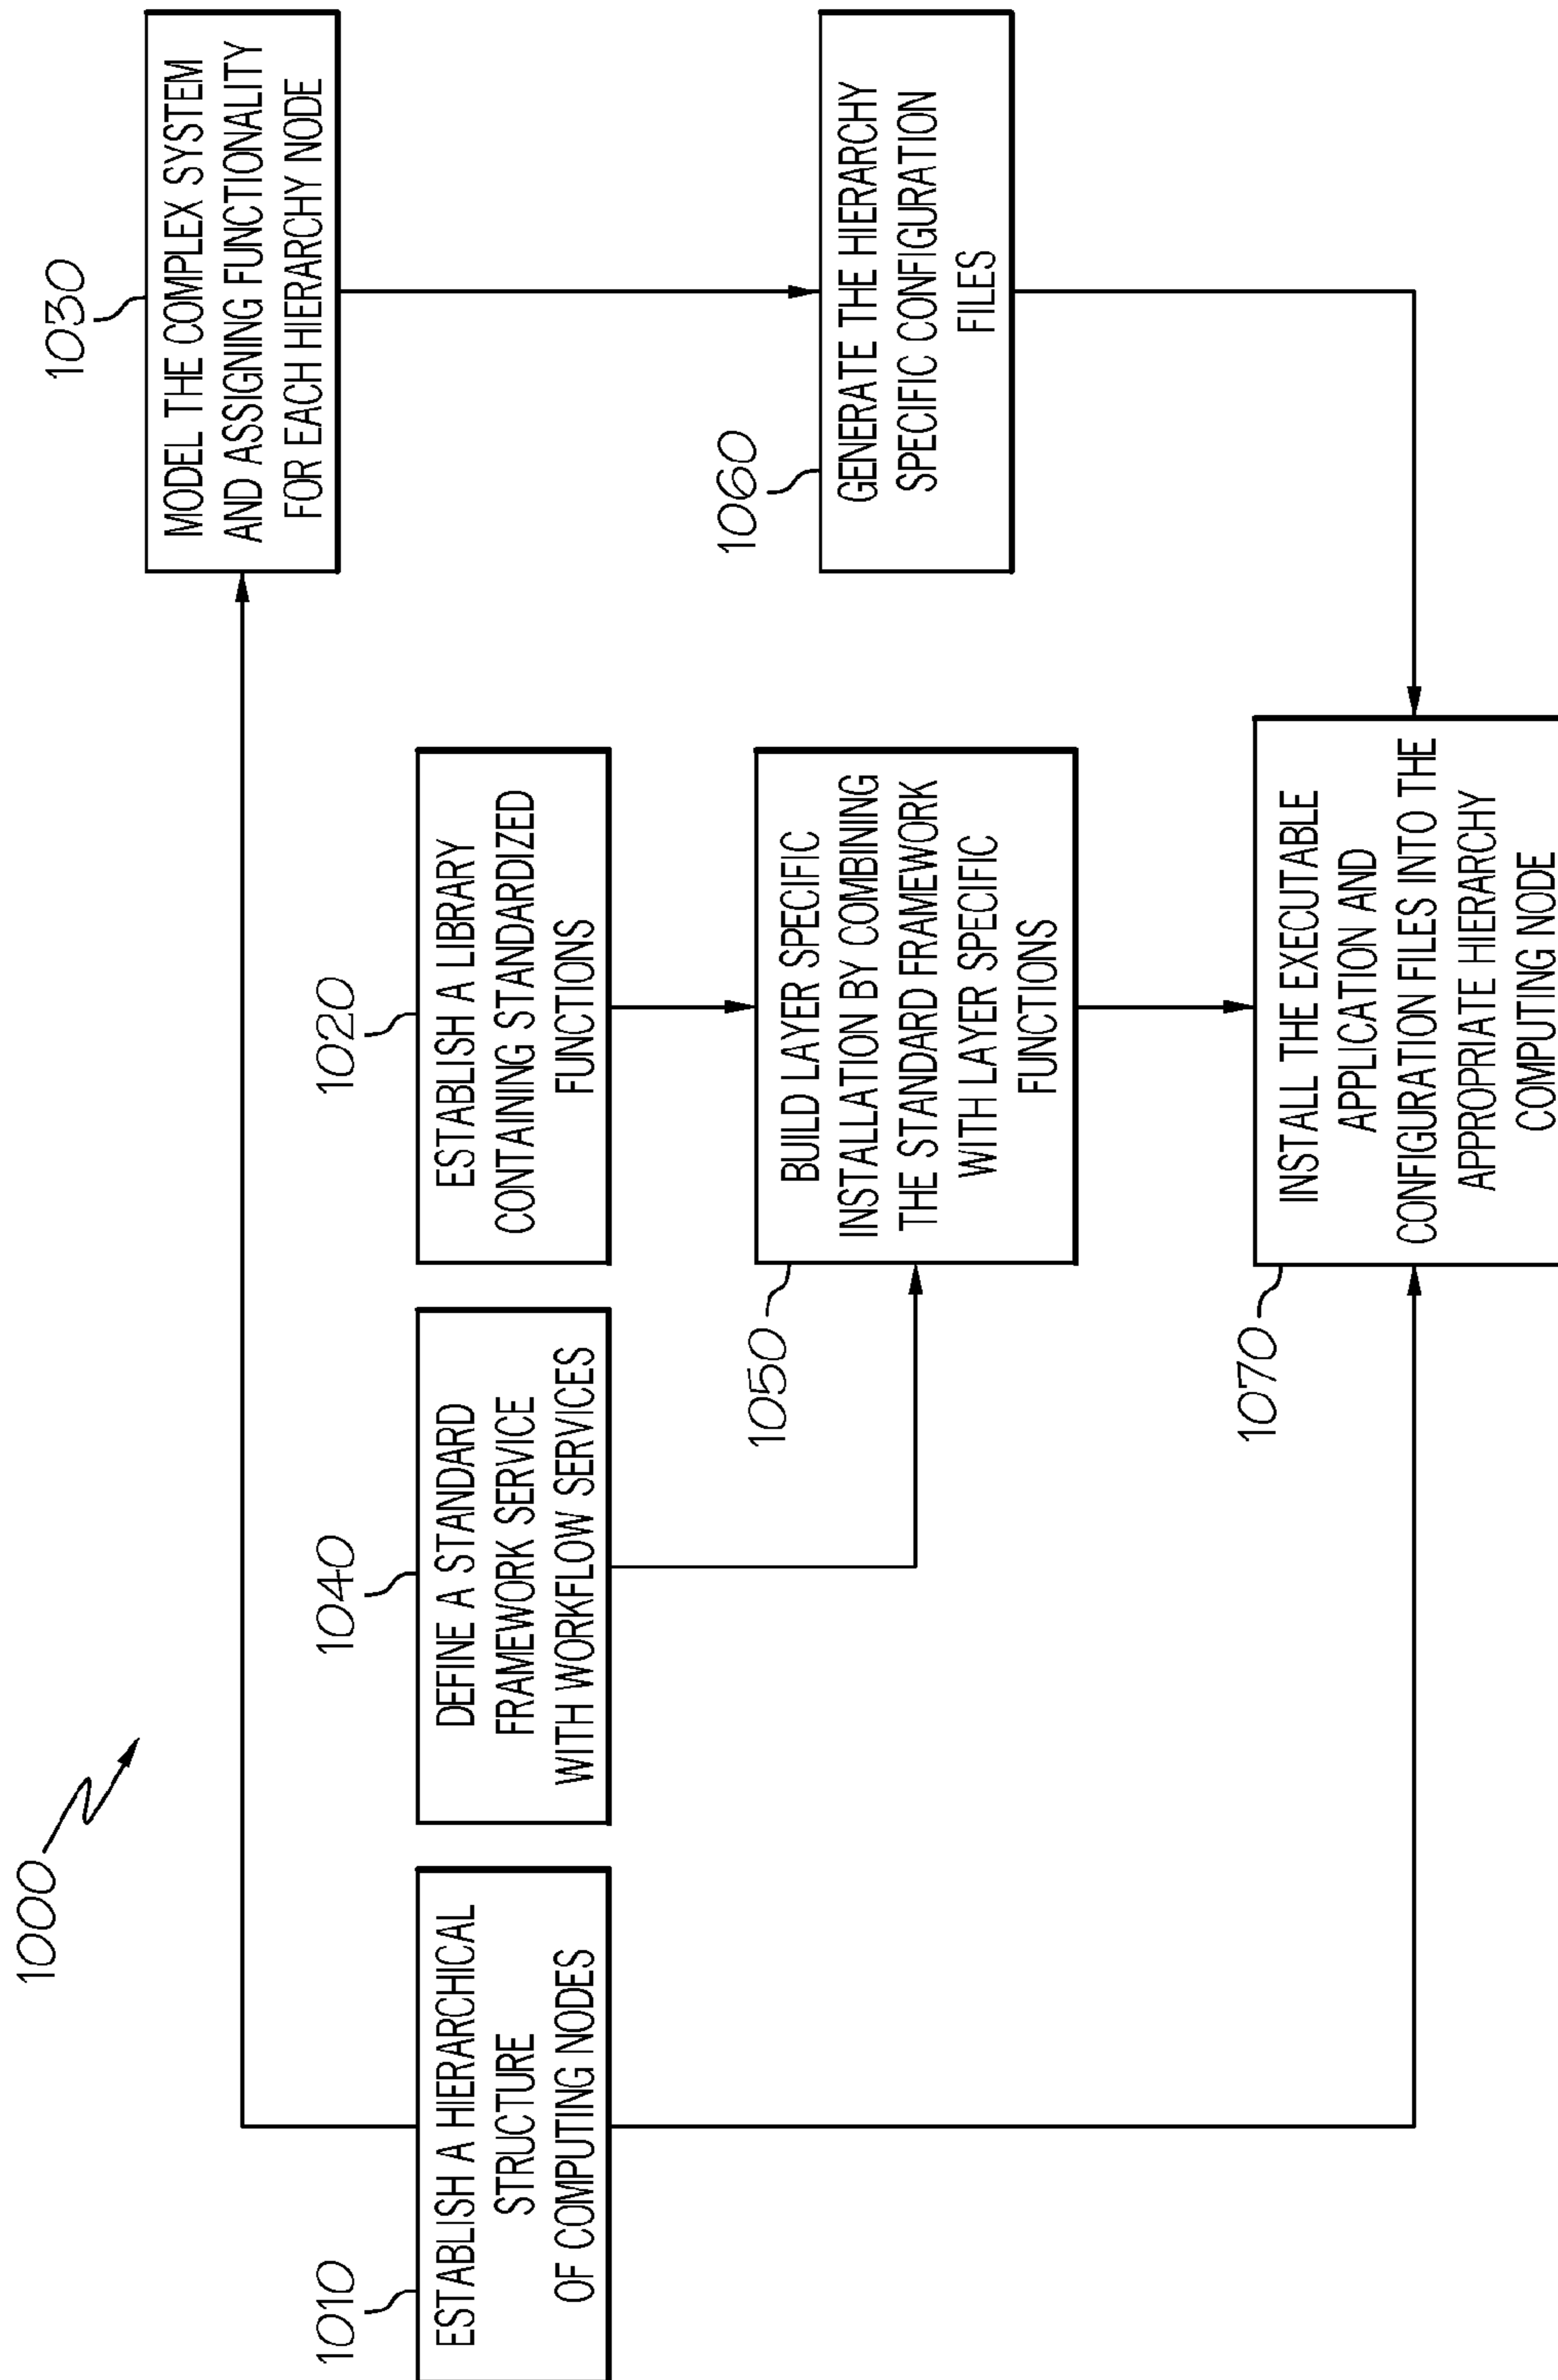 1000
1010
ESTABLISH A HIERARCHICAL
STRUCTURE
OF COMPUTING NODES
1040
DEFINE A STANDARD
FRAMEWORK SERVICE
WITH WORKFLOW SERVICES
1020
ESTABLISH A LIBRARY
CONTAINING STANDARDIZED
FUNCTIONS
1030
MODEL THE COMPLEX SYSTEM
AND ASSIGNING FUNCTIONALITY
FOR EACH HIERARCHY NODE
1050
BUILD LAYER SPECIFIC
INSTALLATION BY COMBINING
THE STANDARD FRAMEWORK
WITH LAYER SPECIFIC
FUNCTIONS
1060
GENERATE THE HIERARCHY
SPECIFIC CONFIGURATION
FILES
1070
INSTALL THE EXECUTABLE
APPLICATION AND
CONFIGURATION FILES INTO THE
APPROPRIATE HIERARCHY
COMPUTING NODE